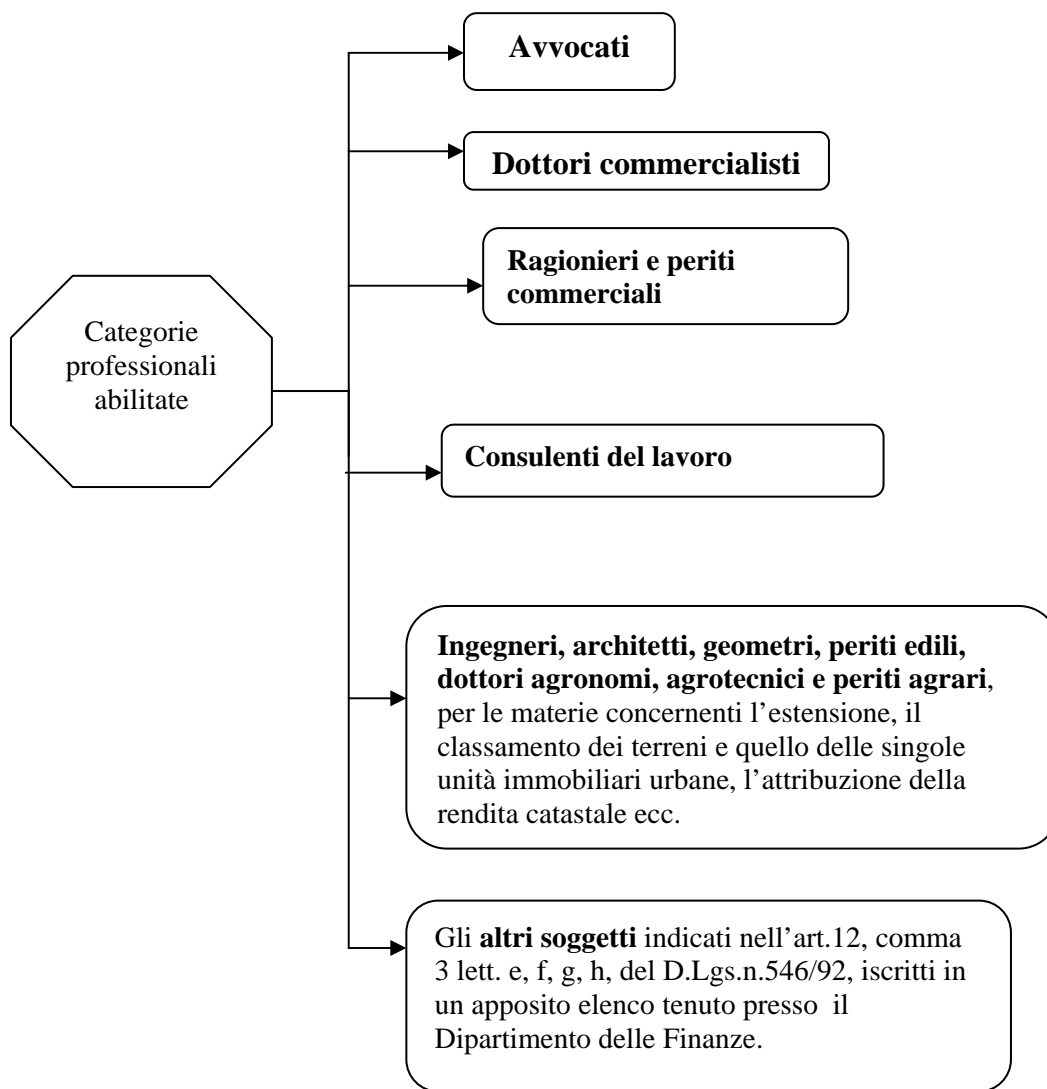 Avvocati
Dottori commercialisti
Ragionieri e periti
commerciali
Categorie
professionali
abilitate
Consulenti del lavoro
Ingegneri, architetti, geometri, periti edili,
dottori agronomi, agrotecnici e periti agrari,
per le materie concernenti l’estensione, il
classamento dei terreni e quello delle singole
unità immobiliari urbane, l’attribuzione della
rendita catastale ecc.
Gli altri soggetti indicati nell’art.12, comma
3 lett. e, f, g, h, del D.Lgs.n.546/92, iscritti in
un apposito elenco tenuto presso  il
Dipartimento delle Finanze.